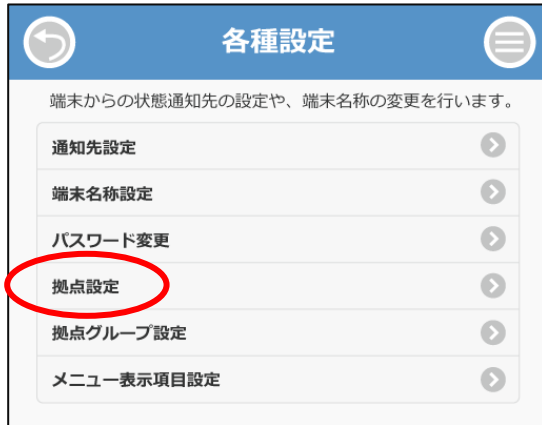 各種設定
端末からの状態通知先の設定や、端末名称の変更を行います。
通知先設定
端末名称設定
パスワード変更
拠点設定
拠点グループ設定
メニュー表示項目設定